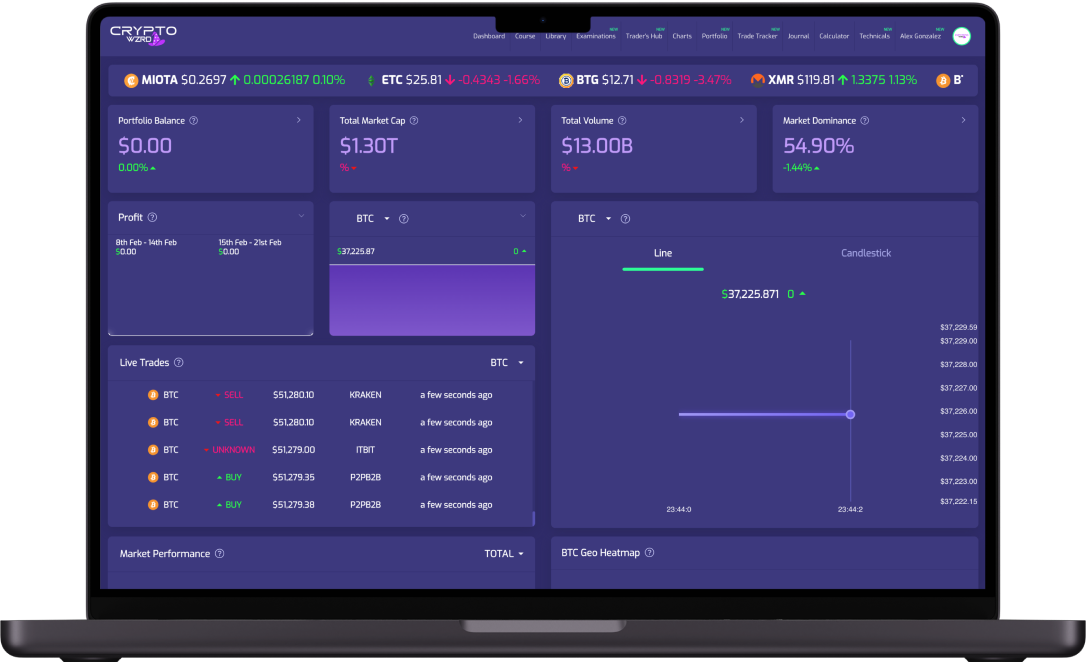 CRYPTO
WZRD
Dashboard Course Library Examinations NEW Trader's Hub NEW Charts Portfolio NEW Trade Tracker NEW Journal Calculator Technicals NEW Alex Gonzalez NEW
MIOTA $0.2697 0.00026187 0.10% ETC $25.81 -0.4343 -1.66% BTG $12.71 -0.8319 -3.47% XMR $119.81 1.3375 1.13%
Portfolio Balance ?
$0.00
0.00%
Total Market Cap ?
$1.30T
%
Total Volume ?
$13.00B
%
Market Dominance ?
54.90%
-1.44%
Profit ?
8th Feb - 14th Feb 15th Feb - 21st Feb
$0.00 $0.00
BTC ?
$37,225.87 0
BTC ?
Line Candlestick
$37,225.871 0
$37,229.59
$37,229.00
$37,228.00
$37,227.00
$37,226.00
$37,225.00
$37,224.00
$37,223.00
$37,222.15
23:44:0 23:44:2
Live Trades ? BTC
BTC SELL $51,280.10 KRAKEN a few seconds ago
BTC SELL $51,280.10 KRAKEN a few seconds ago
BTC UNKNOWN $51,279.00 ITBIT a few seconds ago
BTC BUY $51,279.35 P2PB2B a few seconds ago
BTC BUY $51,279.38 P2PB2B a few seconds ago
Market Performance ? TOTAL
BTC Geo Heatmap ?